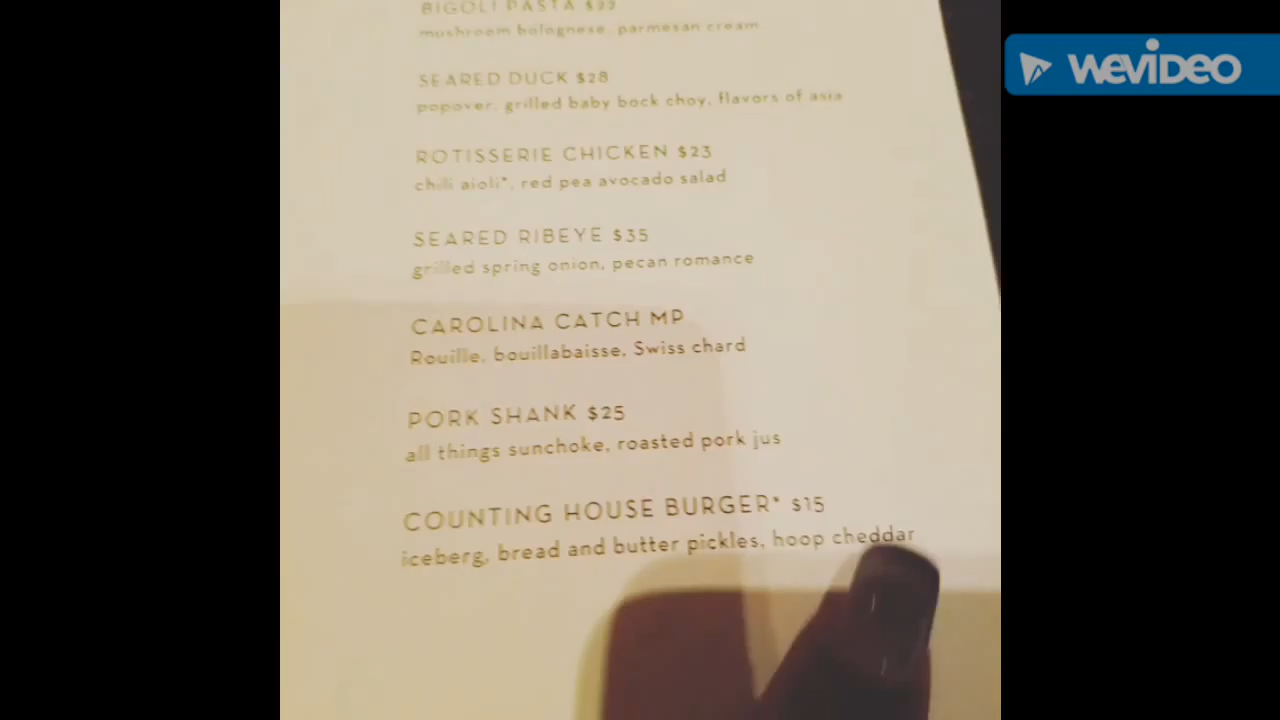 BIGOLI PASTA $22
mushroom bolognese, parmesan cream
SEARED DUCK $28
popover, grilled baby bock choy, flavors of asia
ROTISSERIE CHICKEN $23
chili aioli*, red pea avocado salad
SEARED RIBEYE $35
grilled spring onion, pecan romance
CAROLINA CATCH MP
Rouille, bouillabaisse, Swiss chard
PORK SHANK $25
all things sunchoke, roasted pork jus
COUNTING HOUSE BURGER* $15
iceberg, bread and butter pickles, hoop cheddar
WEVIDEO